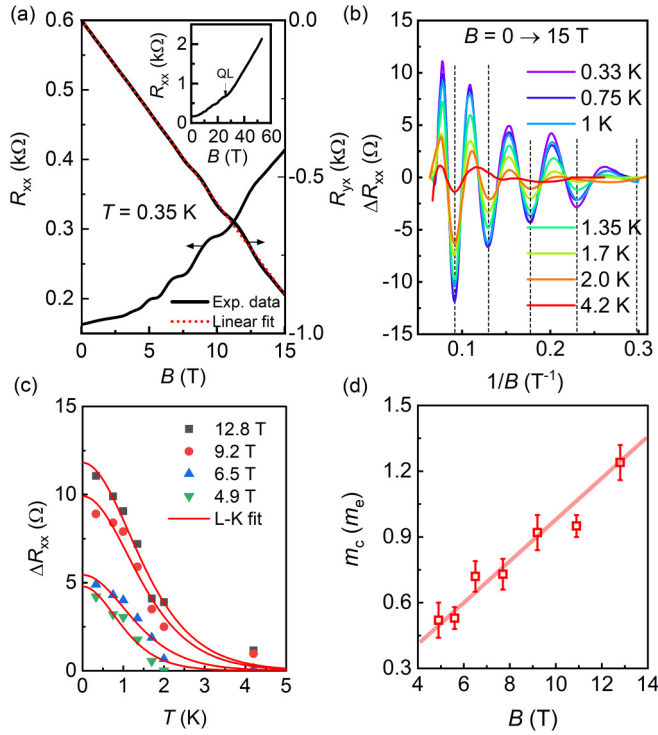 (a)
0.6
0.5
0.4
0.3
0.2
Rxx (kΩ)
0 5 10 15
B (T)
-0.0
-0.5
-1.0
Ryx (kΩ)
T = 0.35 K
Exp. data
Linear fit
2
1
0
Rxx (kΩ)
QL
0 20 40 60
B (T)
(b)
B = 0 → 15 T
15
10
5
0
-5
-10
-15
ΔRxx (Ω)
0.33 K
0.75 K
1 K
1.35 K
1.7 K
2.0 K
4.2 K
0.1 0.2 0.3
1/B (T⁻¹)
(c)
15
10
5
0
ΔRxx (Ω)
12.8 T
9.2 T
6.5 T
4.9 T
L-K fit
0 1 2 3 4 5
T (K)
(d)
1.5
1.2
0.9
0.6
0.3
mc (me)
4 6 8 10 12 14
B (T)